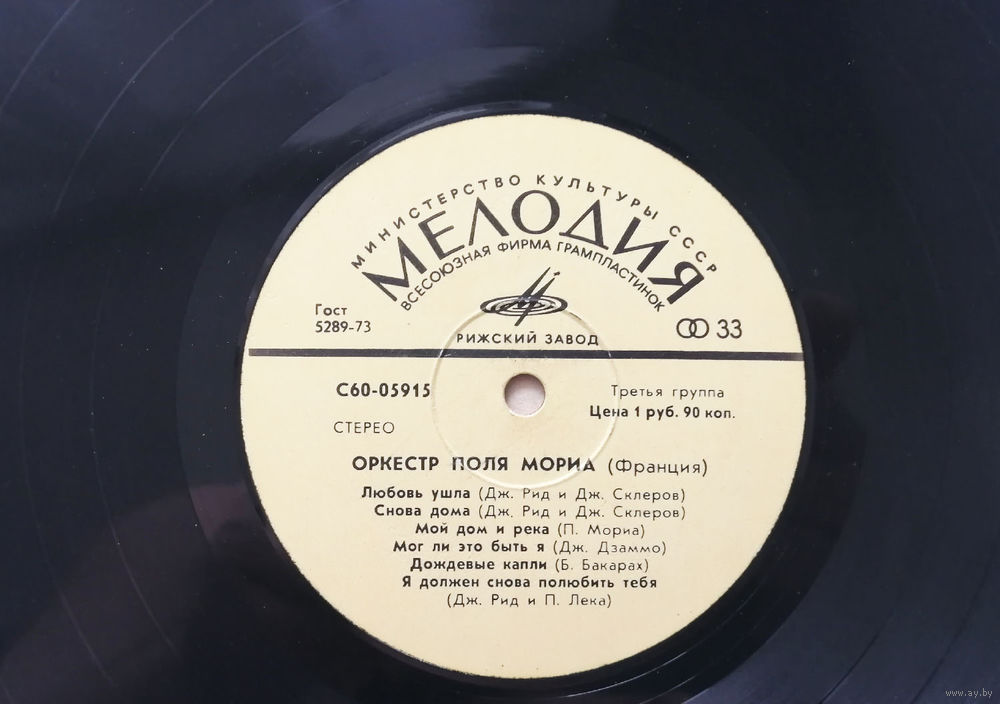 МИНИСТЕРСТВО КУЛЬТУРЫ СССР
МЕЛОДИЯ
ВСЕСОЮЗНАЯ ФИРМА ГРАМПЛАСТИНОК
Гост
5289-73
РИЖСКИЙ ЗАВОД
33
С60-05915
Третья группа
Цена 1 руб. 90 коп.
СТЕРЕО
ОРКЕСТР ПОЛЯ МОРИА (Франция)
Любовь ушла (Дж. Рид и Дж. Склеров)
Снова дома (Дж. Рид и Дж. Склеров)
Мой дом и река (П. Мориа)
Мог ли это быть я (Дж. Дзаммо)
Дождевые капли (Б. Бакарах)
Я должен снова полюбить тебя
(Дж. Рид и П. Лека)
www.ay.by